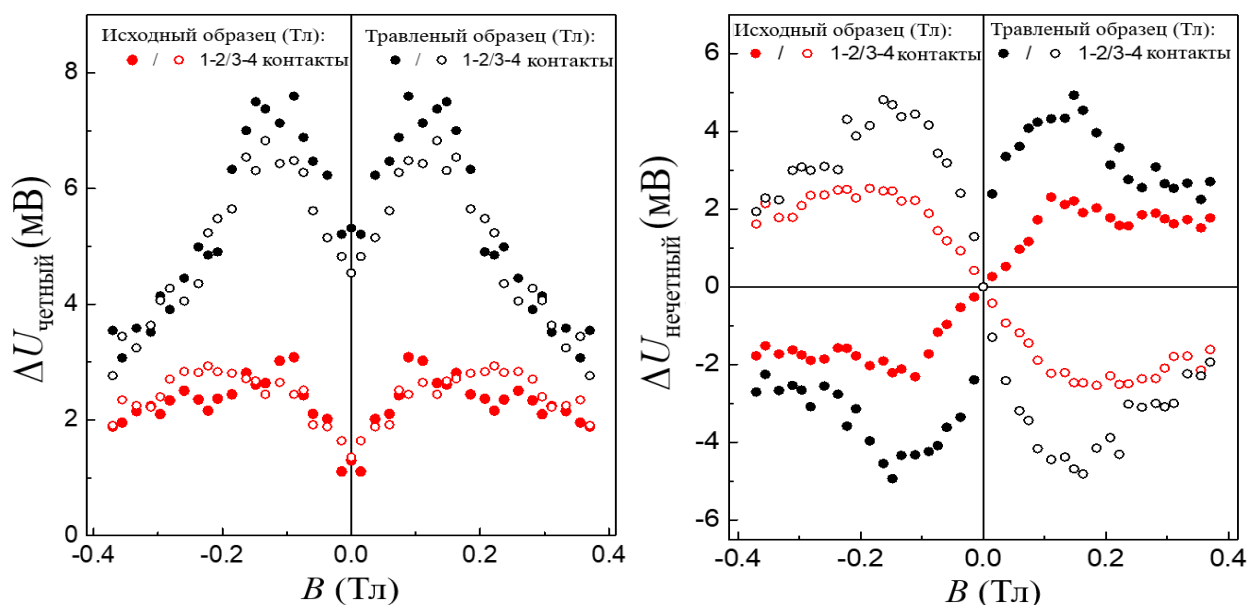 Исходный образец (Тл):
/ 1-2/3-4 контакты
Травленый образец (Тл):
/ 1-2/3-4 контакты
8
6
4
2
0
ΔUчетный (мВ)
-0.4 -0.2 0.0 0.2 0.4
B (Тл)
Исходный образец (Тл):
/ 1-2/3-4 контакты
Травленый образец (Тл):
/ 1-2/3-4 контакты
6
4
2
0
-2
-4
-6
ΔUнечетный (мВ)
-0.4 -0.2 0.0 0.2 0.4
B (Тл)